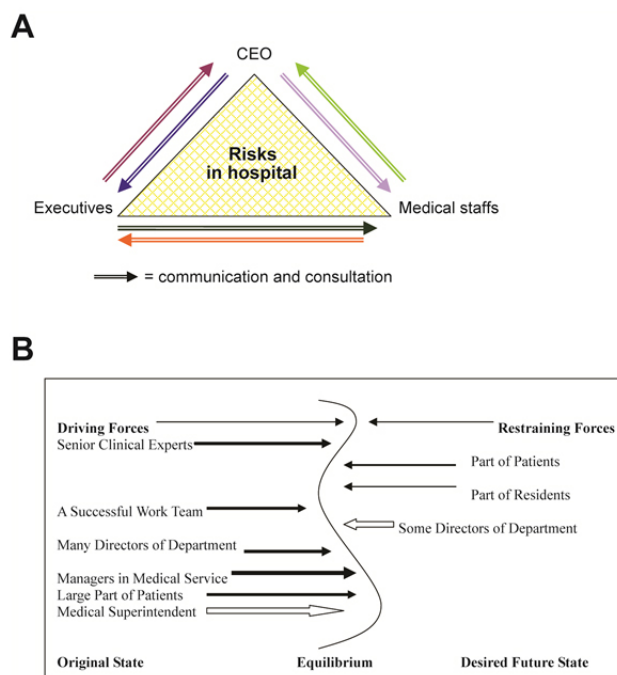 A
CEO
Risks
in hospital
Executives
Medical staffs
= communication and consultation
B
Driving Forces
Restraining Forces
Senior Clinical Experts
Part of Patients
Part of Residents
A Successful Work Team
Some Directors of Department
Many Directors of Department
Managers in Medical Service
Large Part of Patients
Medical Superintendent
Original State
Equilibrium
Desired Future State